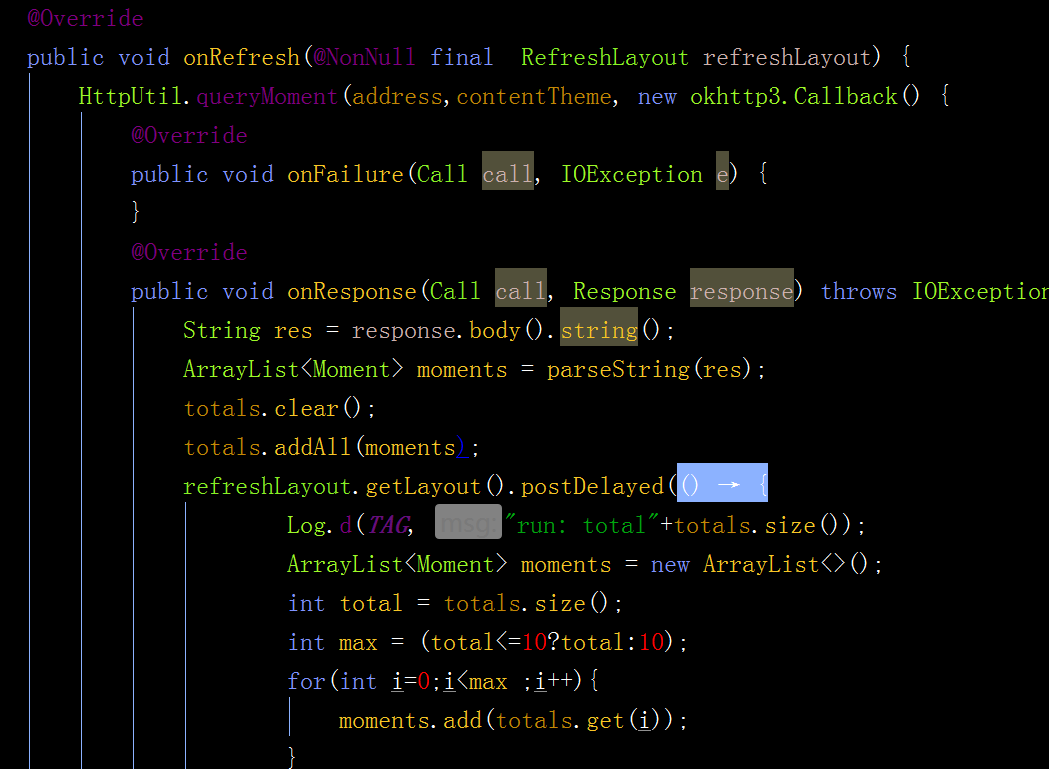 @Override
public void onRefresh(@NonNull final  RefreshLayout refreshLayout) {
HttpUtil.queryMoment(address,contentTheme, new okhttp3.Callback() {
@Override
public void onFailure(Call call, IOException e) {
}
@Override
public void onResponse(Call call, Response response) throws IOException
String res = response.body().string();
ArrayList<Moment> moments = parseString(res);
totals.clear();
totals.addAll(moments);
refreshLayout.getLayout().postDelayed(() → {
Log.d(TAG, msg: "run: total"+totals.size());
ArrayList<Moment> moments = new ArrayList<>();
int total = totals.size();
int max = (total<=10?total:10);
for(int i=0;i<max ;i++){
moments.add(totals.get(i));
}